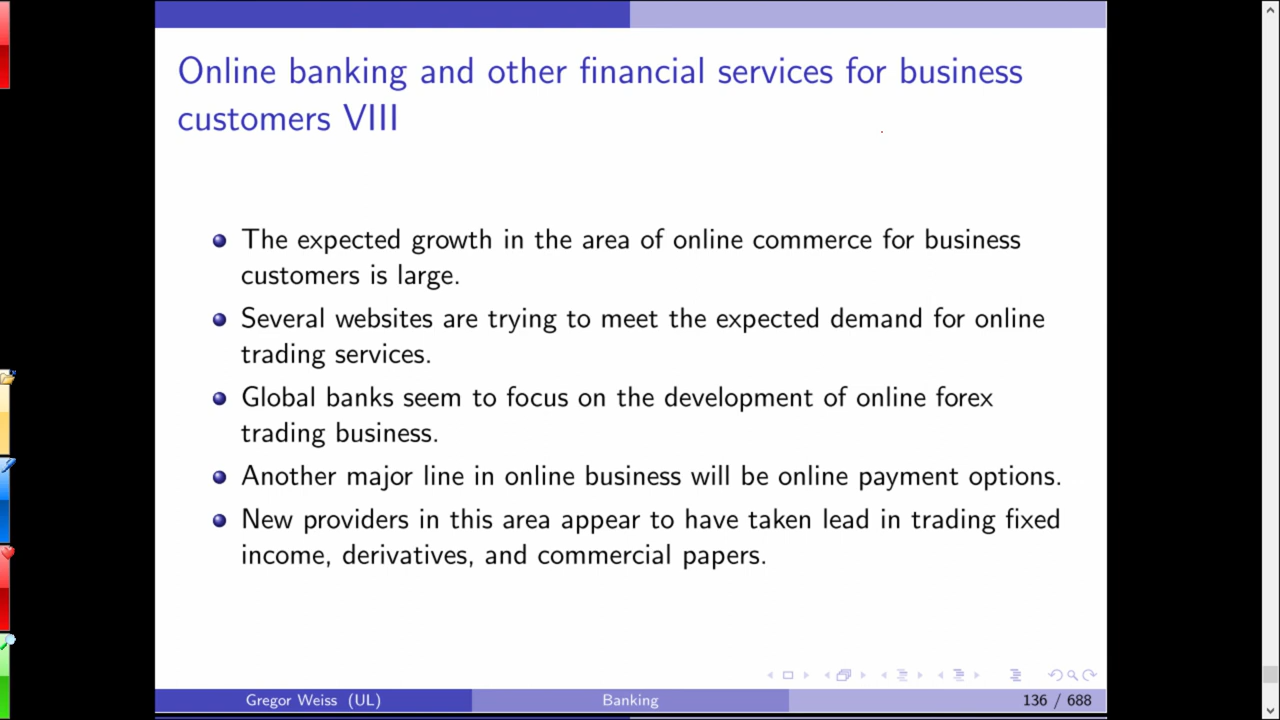 Online banking and other financial services for business
customers VIII
The expected growth in the area of online commerce for business
customers is large.
Several websites are trying to meet the expected demand for online
trading services.
Global banks seem to focus on the development of online forex
trading business.
Another major line in online business will be online payment options.
New providers in this area appear to have taken lead in trading fixed
income, derivatives, and commercial papers.
Gregor Weiss (UL) Banking 136 / 688